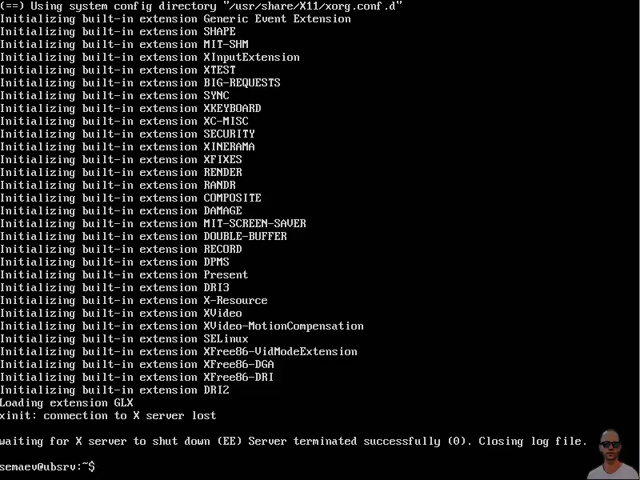 (==) Using system config directory "/usr/share/X11/xorg.conf.d"
Initializing built-in extension Generic Event Extension
Initializing built-in extension SHAPE
Initializing built-in extension MIT-SHM
Initializing built-in extension XInputExtension
Initializing built-in extension XTEST
Initializing built-in extension BIG-REQUESTS
Initializing built-in extension SYNC
Initializing built-in extension XKEYBOARD
Initializing built-in extension XC-MISC
Initializing built-in extension SECURITY
Initializing built-in extension XINERAMA
Initializing built-in extension XFIXES
Initializing built-in extension RENDER
Initializing built-in extension RANDR
Initializing built-in extension COMPOSITE
Initializing built-in extension DAMAGE
Initializing built-in extension MIT-SCREEN-SAVER
Initializing built-in extension DOUBLE-BUFFER
Initializing built-in extension RECORD
Initializing built-in extension DPMS
Initializing built-in extension Present
Initializing built-in extension DRI3
Initializing built-in extension X-Resource
Initializing built-in extension XVideo
Initializing built-in extension XVideo-MotionCompensation
Initializing built-in extension SELinux
Initializing built-in extension XFree86-VidModeExtension
Initializing built-in extension XFree86-DGA
Initializing built-in extension XFree86-DRI
Initializing built-in extension DRI2
Loading extension GLX
xinit: connection to X server lost
waiting for X server to shut down (EE) Server terminated successfully (0). Closing log file.
semaev@ubsrv:~$